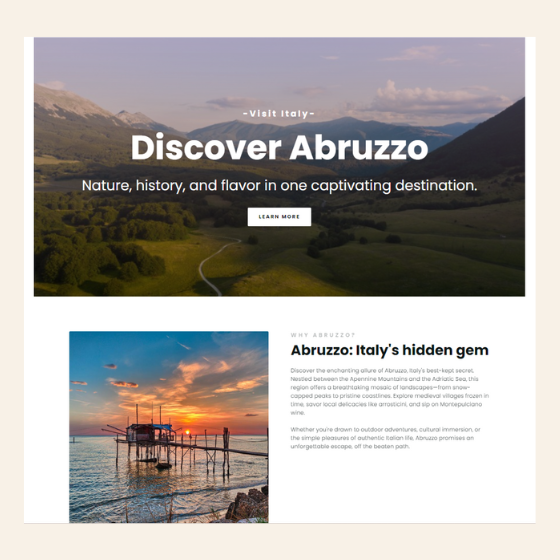 -Visit Italy-
Discover Abruzzo
Nature, history, and flavor in one captivating destination.
LEARN MORE
WHY ABRUZZO?
Abruzzo: Italy's hidden gem
Discover the enchanting allure of Abruzzo, Italy's best-kept secret.
Nestled between the Apennine Mountains and the Adriatic Sea, this
region offers a breathtaking mosaic of landscapes—from snow-
capped peaks to pristine coastlines. Explore medieval villages frozen in
time, savor local delicacies like arrosticini, and sip on Montepulciano
wine.
Whether you're drawn to outdoor adventures, cultural immersion, or
the simple pleasures of authentic Italian life, Abruzzo promises an
unforgettable escape, off the beaten path.